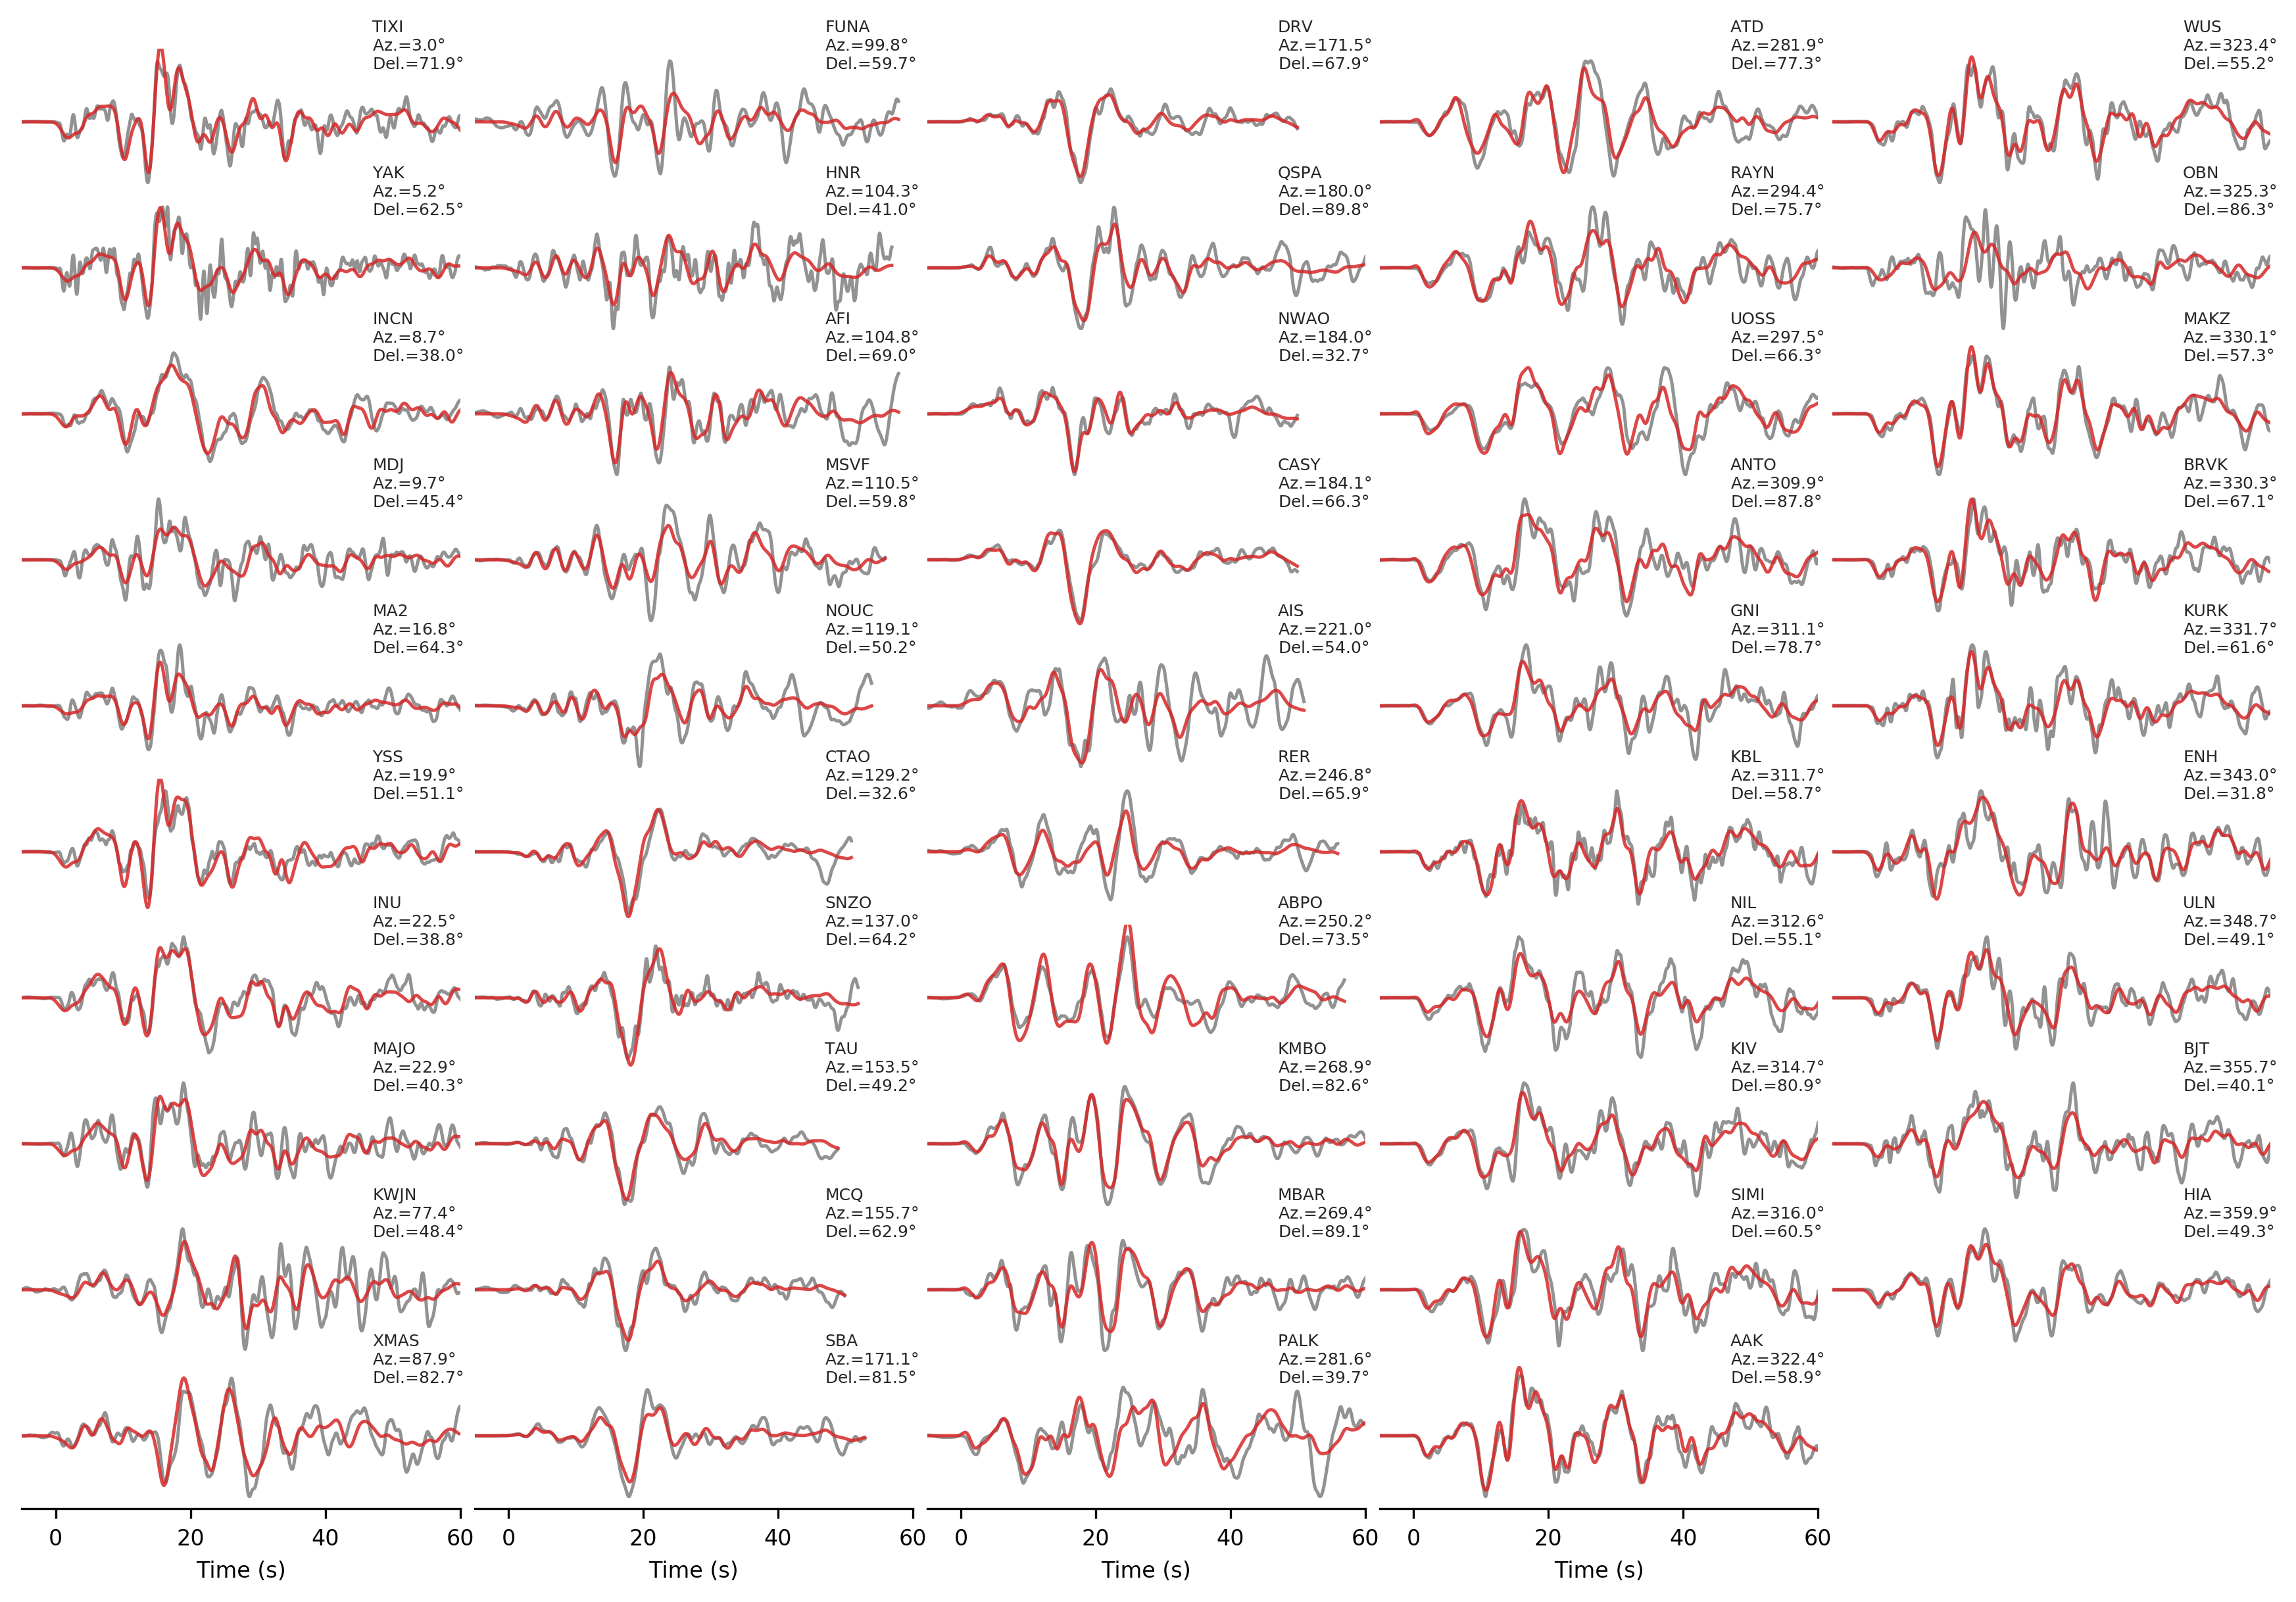 TIXI
Az.=3.0°
Del.=71.9°
YAK
Az.=5.2°
Del.=62.5°
INCN
Az.=8.7°
Del.=38.0°
MDJ
Az.=9.7°
Del.=45.4°
MA2
Az.=16.8°
Del.=64.3°
YSS
Az.=19.9°
Del.=51.1°
INU
Az.=22.5°
Del.=38.8°
MAJO
Az.=22.9°
Del.=40.3°
KWJN
Az.=77.4°
Del.=48.4°
XMAS
Az.=87.9°
Del.=82.7°
0 20 40 60
Time (s)
FUNA
Az.=99.8°
Del.=59.7°
HNR
Az.=104.3°
Del.=41.0°
AFI
Az.=104.8°
Del.=69.0°
MSVF
Az.=110.5°
Del.=59.8°
NOUC
Az.=119.1°
Del.=50.2°
CTAO
Az.=129.2°
Del.=32.6°
SNZO
Az.=137.0°
Del.=64.2°
TAU
Az.=153.5°
Del.=49.2°
MCQ
Az.=155.7°
Del.=62.9°
SBA
Az.=171.1°
Del.=81.5°
0 20 40 60
Time (s)
DRV
Az.=171.5°
Del.=67.9°
QSPA
Az.=180.0°
Del.=89.8°
NWAO
Az.=184.0°
Del.=32.7°
CASY
Az.=184.1°
Del.=66.3°
AIS
Az.=221.0°
Del.=54.0°
RER
Az.=246.8°
Del.=65.9°
ABPO
Az.=250.2°
Del.=73.5°
KMBO
Az.=268.9°
Del.=82.6°
MBAR
Az.=269.4°
Del.=89.1°
PALK
Az.=281.6°
Del.=39.7°
0 20 40 60
Time (s)
ATD
Az.=281.9°
Del.=77.3°
RAYN
Az.=294.4°
Del.=75.7°
UOSS
Az.=297.5°
Del.=66.3°
ANTO
Az.=309.9°
Del.=87.8°
GNI
Az.=311.1°
Del.=78.7°
KBL
Az.=311.7°
Del.=58.7°
NIL
Az.=312.6°
Del.=55.1°
KIV
Az.=314.7°
Del.=80.9°
SIMI
Az.=316.0°
Del.=60.5°
AAK
Az.=322.4°
Del.=58.9°
0 20 40 60
Time (s)
WUS
Az.=323.4°
Del.=55.2°
OBN
Az.=325.3°
Del.=86.3°
MAKZ
Az.=330.1°
Del.=57.3°
BRVK
Az.=330.3°
Del.=67.1°
KURK
Az.=331.7°
Del.=61.6°
ENH
Az.=343.0°
Del.=31.8°
ULN
Az.=348.7°
Del.=49.1°
BJT
Az.=355.7°
Del.=40.1°
HIA
Az.=359.9°
Del.=49.3°